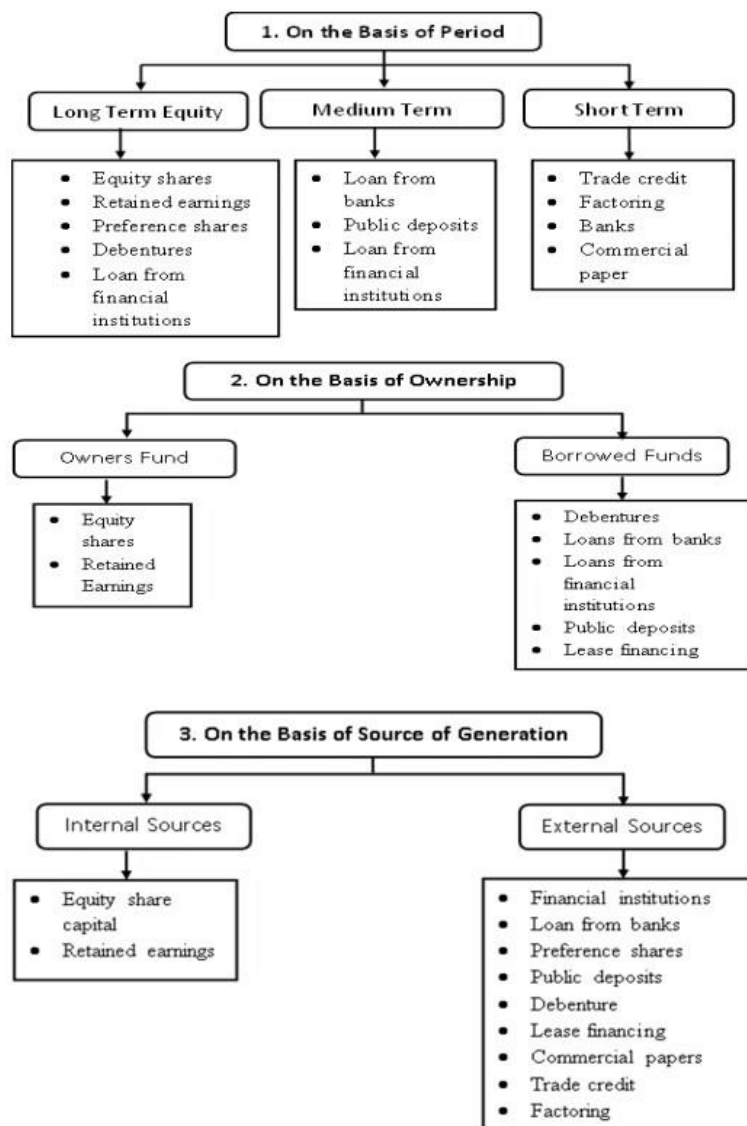 1. On the Basis of Period
Long Term Equity
Medium Term
Short Term
• Equity shares
• Retained earnings
• Preference shares
• Debentures
• Loan from
financial
institutions
• Loan from
banks
• Public deposits
• Loan from
financial
institutions
• Trade credit
• Factoring
• Banks
• Commercial
paper
2. On the Basis of Ownership
Owners Fund
Borrowed Funds
• Equity
shares
• Retained
Earnings
• Debentures
• Loans from banks
• Loans from
financial
institutions
• Public deposits
• Lease financing
3. On the Basis of Source of Generation
Internal Sources
External Sources
• Equity share
capital
• Retained earnings
• Financial institutions
• Loan from banks
• Preference shares
• Public deposits
• Debenture
• Lease financing
• Commercial papers
• Trade credit
• Factoring